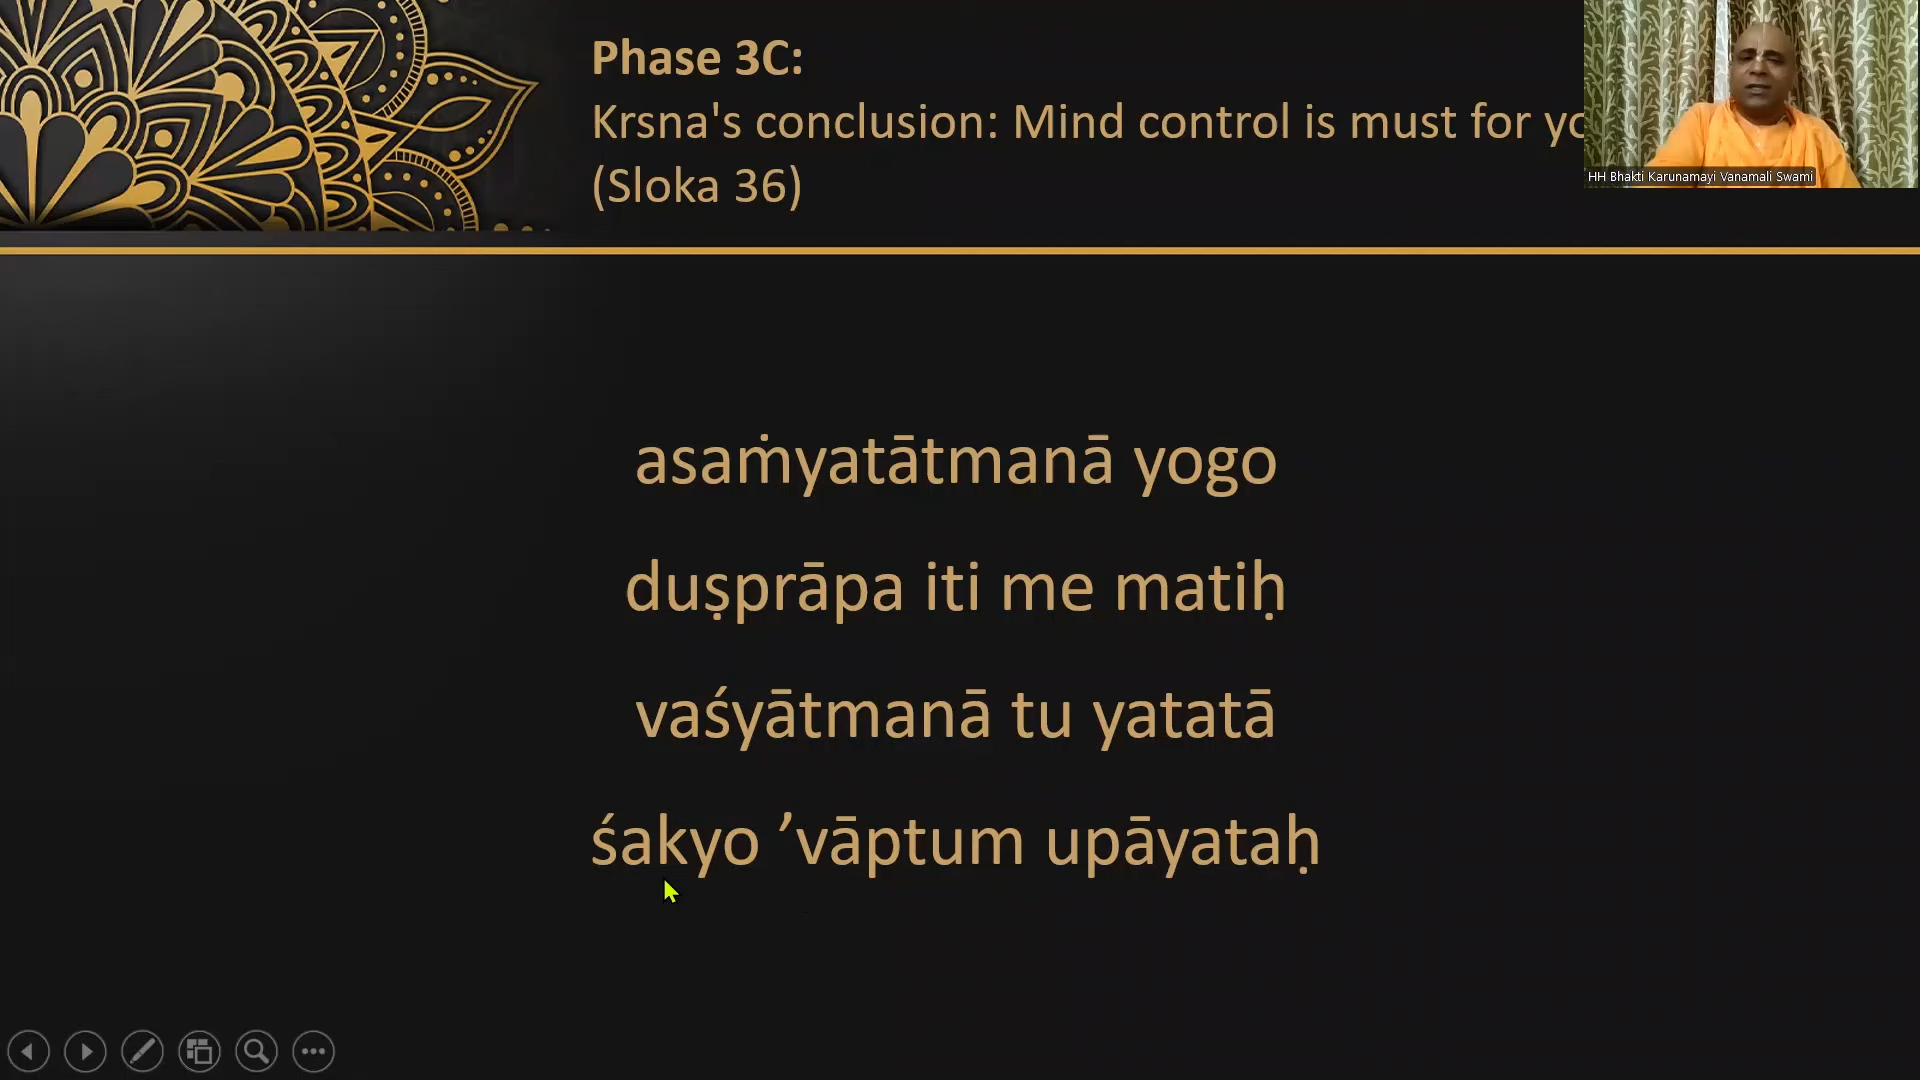 Phase 3C:
Krsna's conclusion: Mind control is must for
(Sloka 36)
HH Bhakti Karunamayi Vanamali Swami
asaṁyatātmanā yogo
duṣprāpa iti me matiḥ
vaśyātmanā tu yatatā
śakyo ’vāptum upāyataḥ